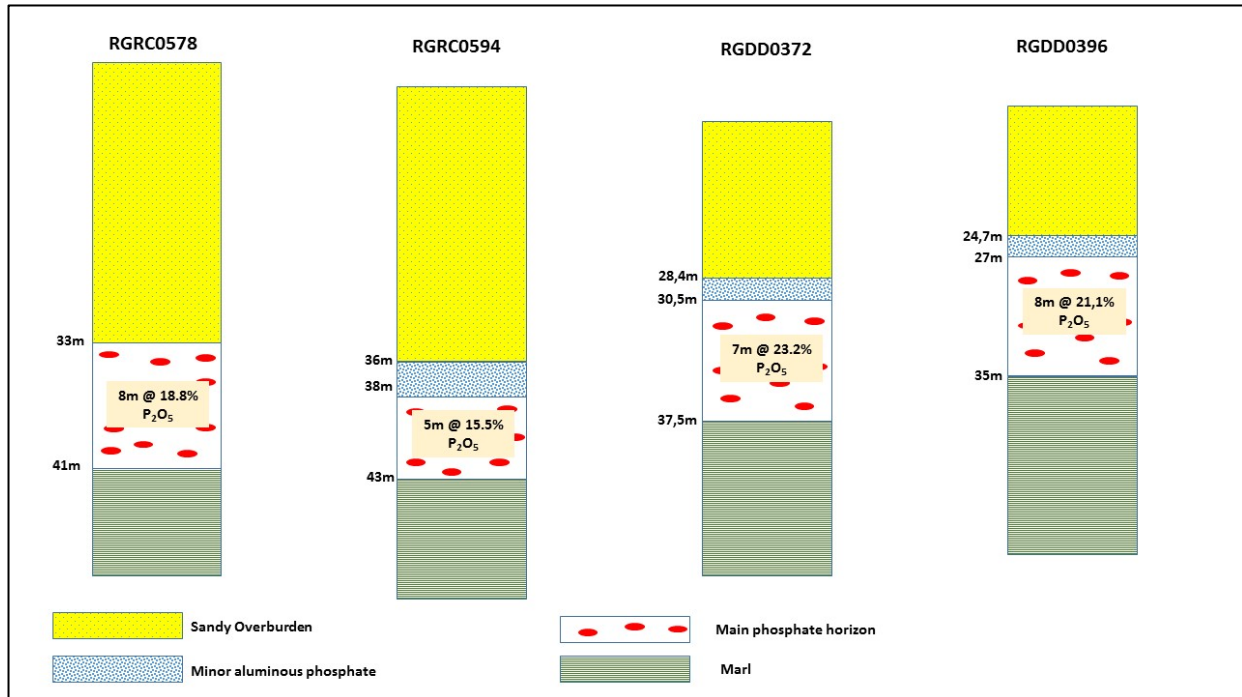 RGRC0578
RGRC0594
RGDD0372
RGDD0396
33m
8m @ 18.8%
P₂O₅
41m
36m
38m
5m @ 15.5%
P₂O₅
43m
28,4m
30,5m
7m @ 23.2%
P₂O₅
37,5m
24,7m
27m
8m @ 21,1%
P₂O₅
35m
Sandy Overburden
Main phosphate horizon
Minor aluminous phosphate
Marl